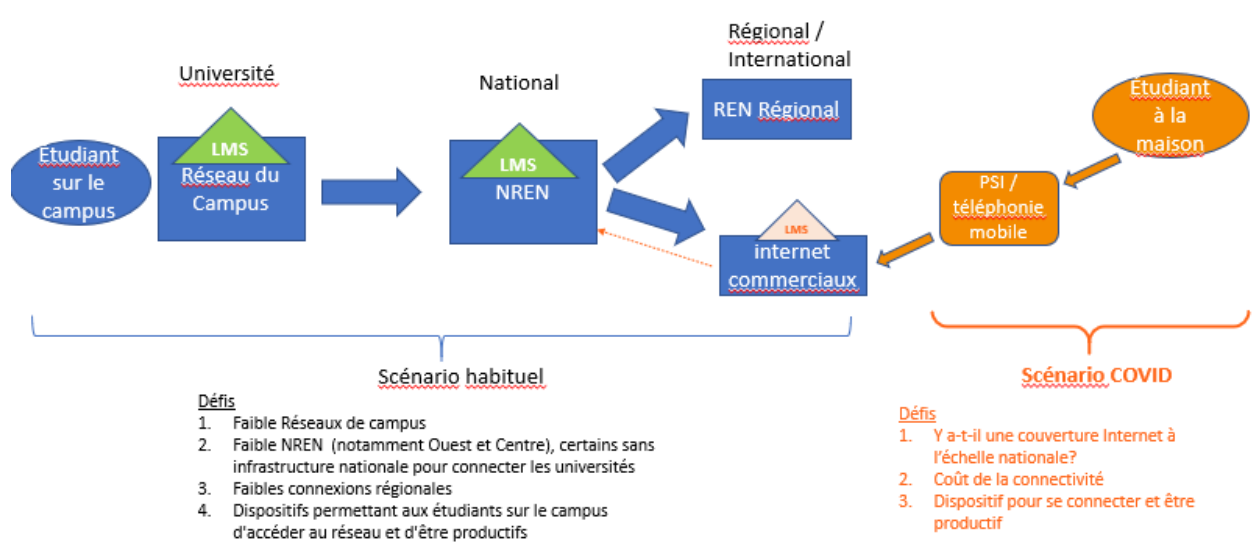 Université
National
Régional /
International
Etudiant
sur le
campus
LMS
Réseau du
Campus
LMS
NREN
REN Régional
LMS
internet
commerciaux
PSI /
téléphonie
mobile
Étudiant
à la
maison
Scénario habituel
Défis
1. Faible Réseaux de campus
2. Faible NREN (notamment Ouest et Centre), certains sans
infrastructure nationale pour connecter les universités
3. Faibles connexions régionales
4. Dispositifs permettant aux étudiants sur le campus
d'accéder au réseau et d'être productifs
Scénario COVID
Défis
1. Y a-t-il une couverture Internet à
l'échelle nationale?
2. Coût de la connectivité
3. Dispositif pour se connecter et être
productif